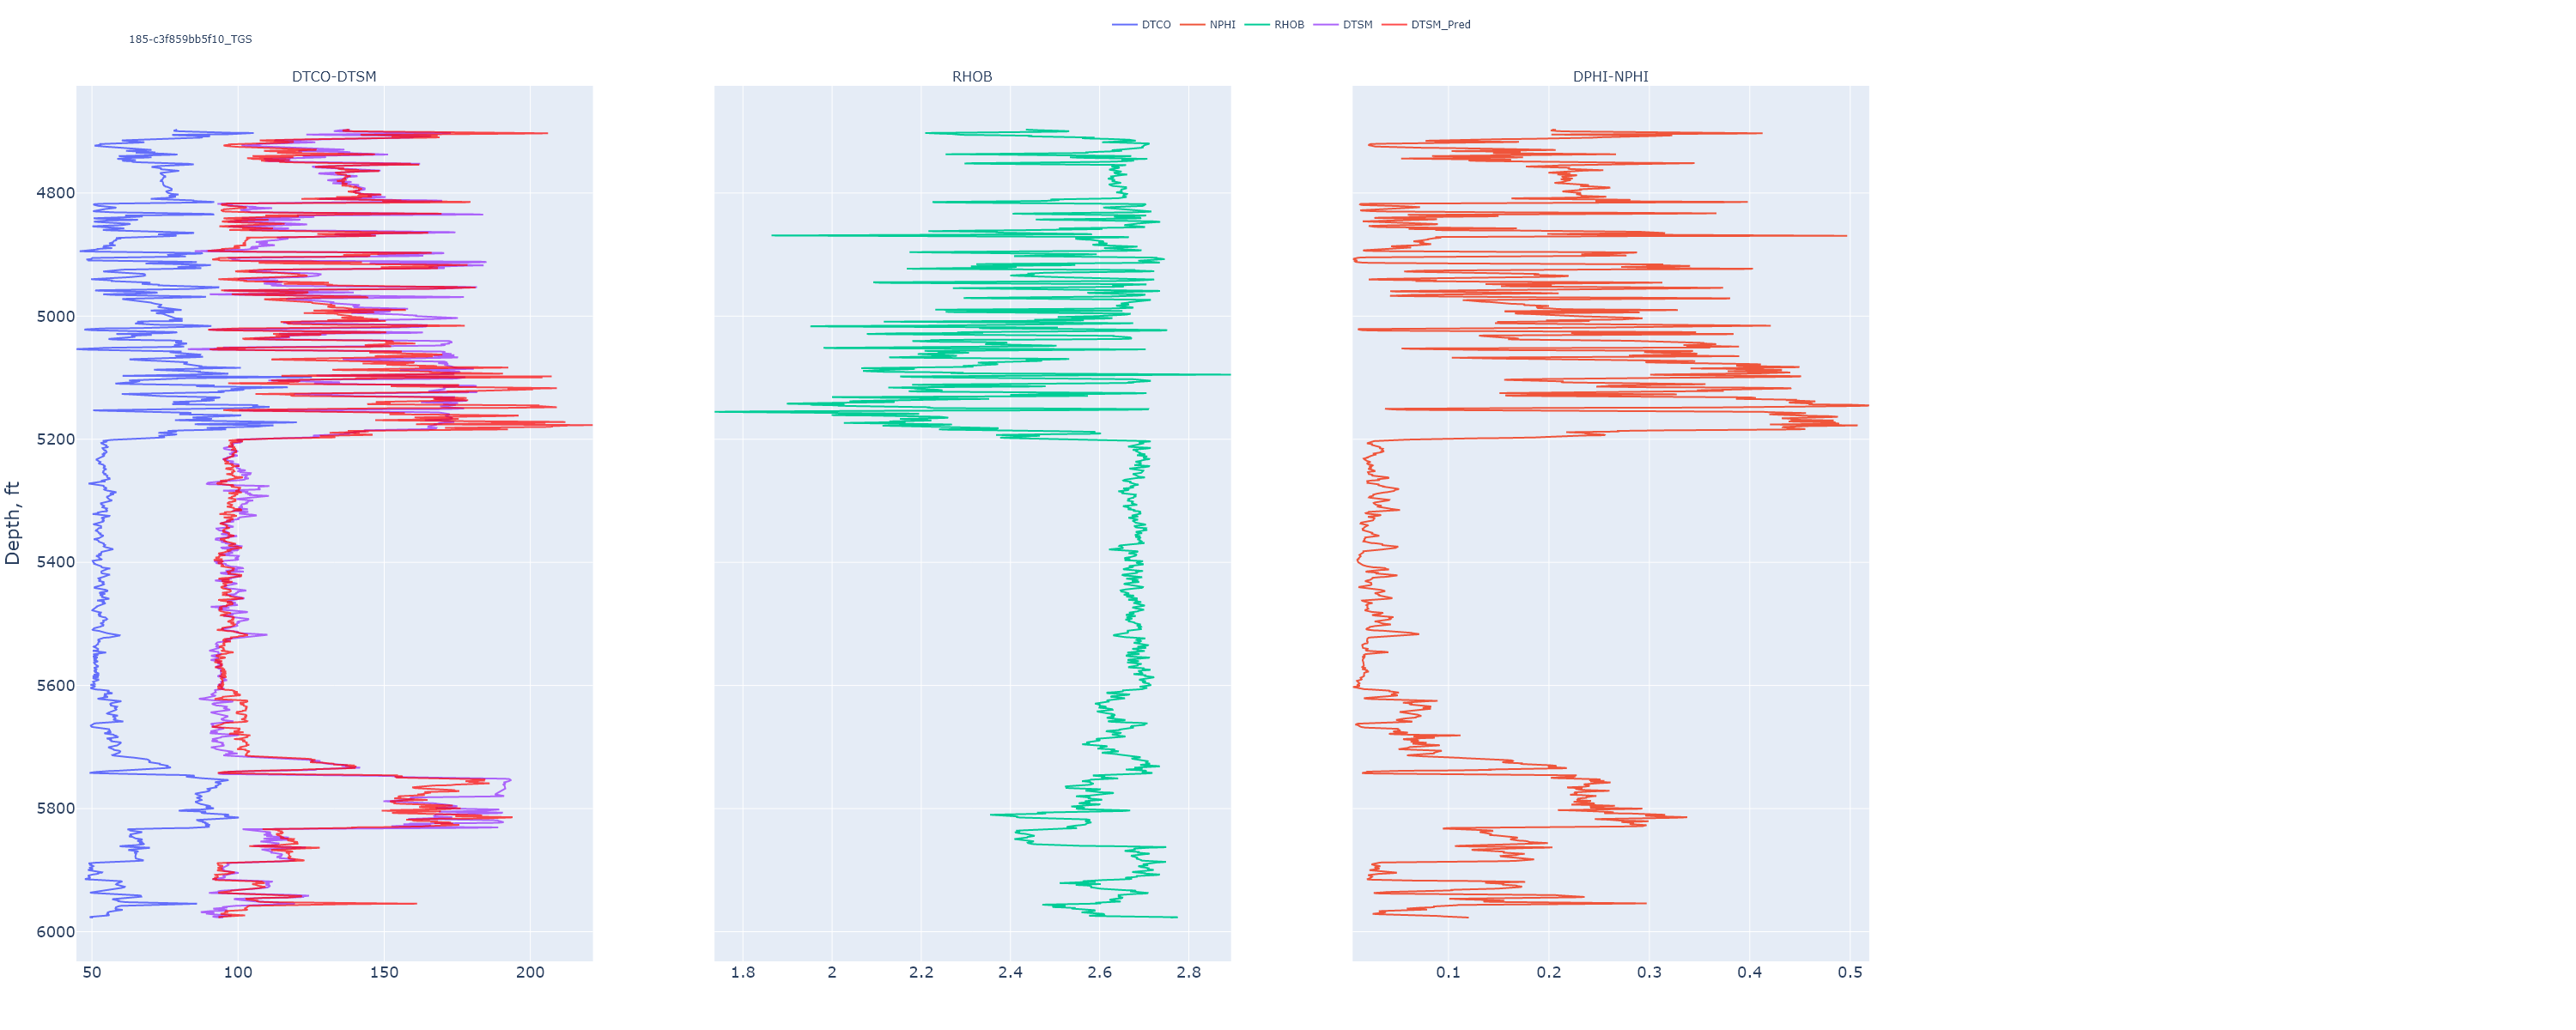 DTCO NPHI RHOB DTSM DTSM_Pred
185-c3f859bb5f10_TGS
DTCO-DTSM RHOB DPHI-NPHI
4800
5000
5200
Depth, ft
5400
5600
5800
6000
50 100 150 200 1.8 2 2.2 2.4 2.6 2.8 0.1 0.2 0.3 0.4 0.5